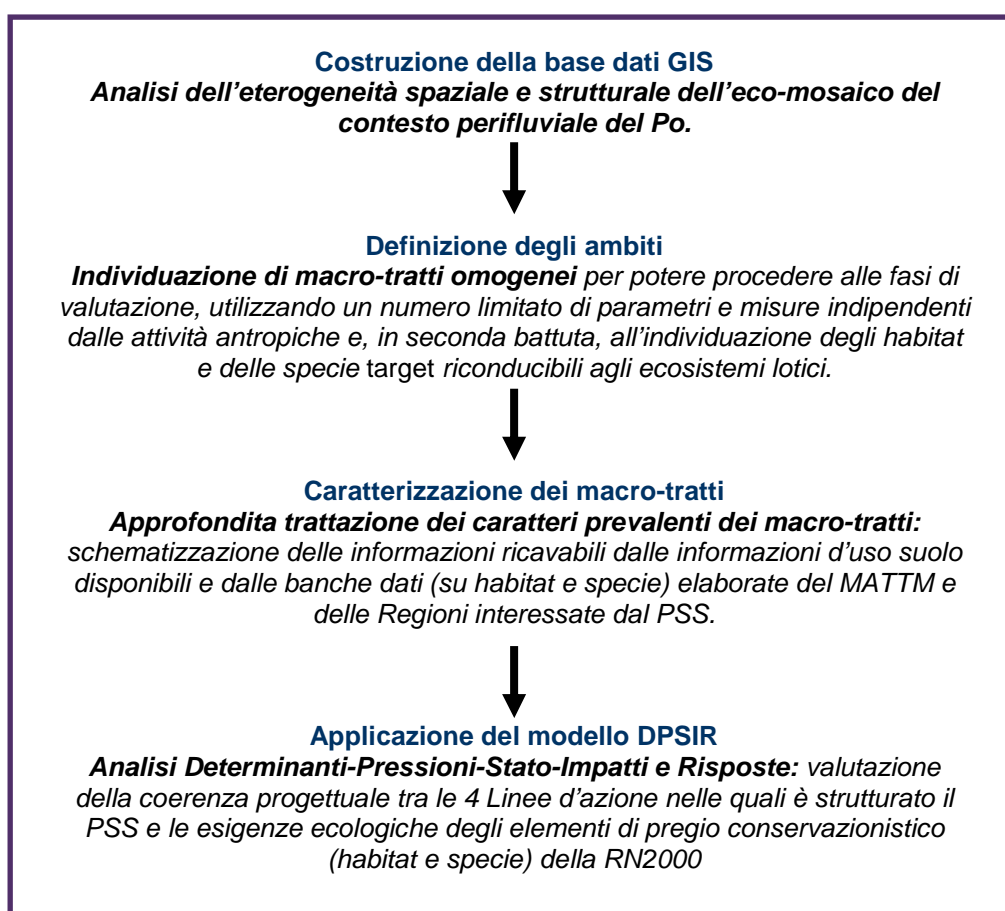 Costruzione della base dati GIS
Analisi dell'eterogeneità spaziale e strutturale dell'eco-mosaico del
contesto perifluviale del Po.
Definizione degli ambiti
Individuazione di macro-tratti omogenei per potere procedere alle fasi di
valutazione, utilizzando un numero limitato di parametri e misure indipendenti
dalle attività antropiche e, in seconda battuta, all'individuazione degli habitat
e delle specie target riconducibili agli ecosistemi lotici.
Caratterizzazione dei macro-tratti
Approfondita trattazione dei caratteri prevalenti dei macro-tratti:
schematizzazione delle informazioni ricavabili dalle informazioni d'uso suolo
disponibili e dalle banche dati (su habitat e specie) elaborate del MATTM e
delle Regioni interessate dal PSS.
Applicazione del modello DPSIR
Analisi Determinanti-Pressioni-Stato-Impatti e Risposte: valutazione
della coerenza progettuale tra le 4 Linee d'azione nelle quali è strutturato il
PSS e le esigenze ecologiche degli elementi di pregio conservazionistico
(habitat e specie) della RN2000